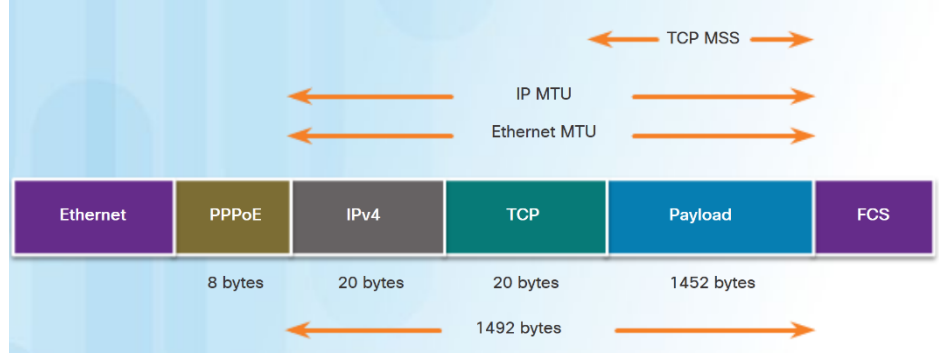 TCP MSS
IP MTU
Ethernet MTU
Ethernet PPPoE IPv4 TCP Payload FCS
8 bytes 20 bytes 20 bytes 1452 bytes
1492 bytes